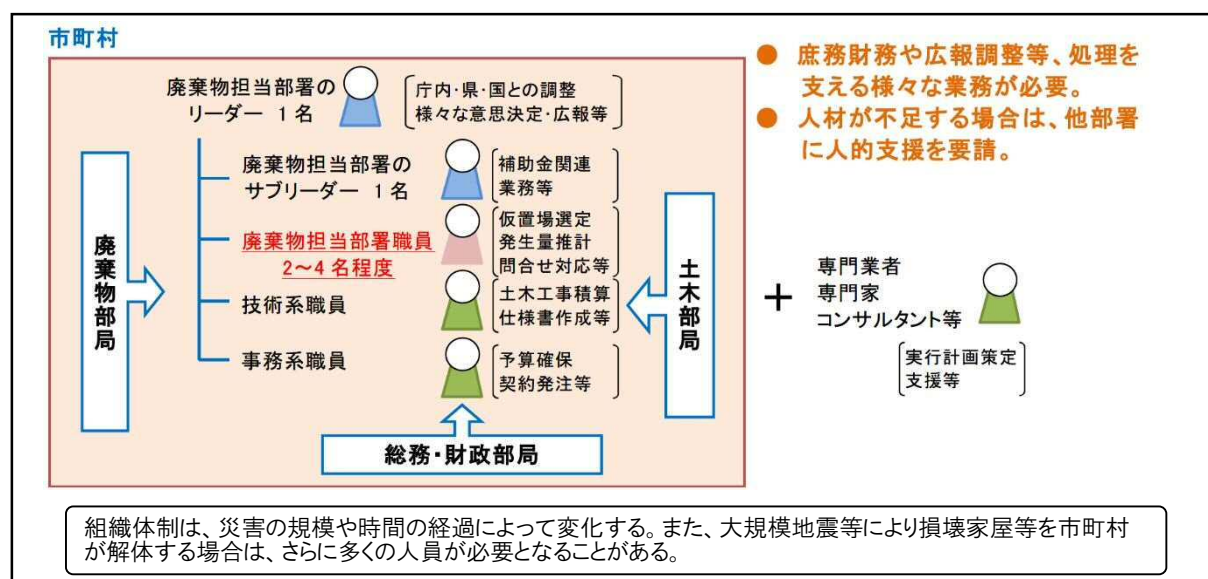 市町村
廃棄物担当部署の
リーダー 1名
庁内・県・国との調整
様々な意思決定・広報等
廃棄物担当部署の
サブリーダー 1名
補助金関連
業務等
廃棄物担当部署職員
2～4名程度
仮置場選定
発生量推計
問合せ対応等
技術系職員
土木工事積算
仕様書作成等
事務系職員
予算確保
契約発注等
廃棄物部局
土木部局
総務・財政部局
● 庶務財務や広報調整等、処理を
支える様々な業務が必要。
● 人材が不足する場合は、他部署
に人的支援を要請。
＋
専門業者
専門家
コンサルタント等
実行計画策定
支援等
組織体制は、災害の規模や時間の経過によって変化する。また、大規模地震等により損壊家屋等を市町村
が解体する場合は、さらに多くの人員が必要となることがある。